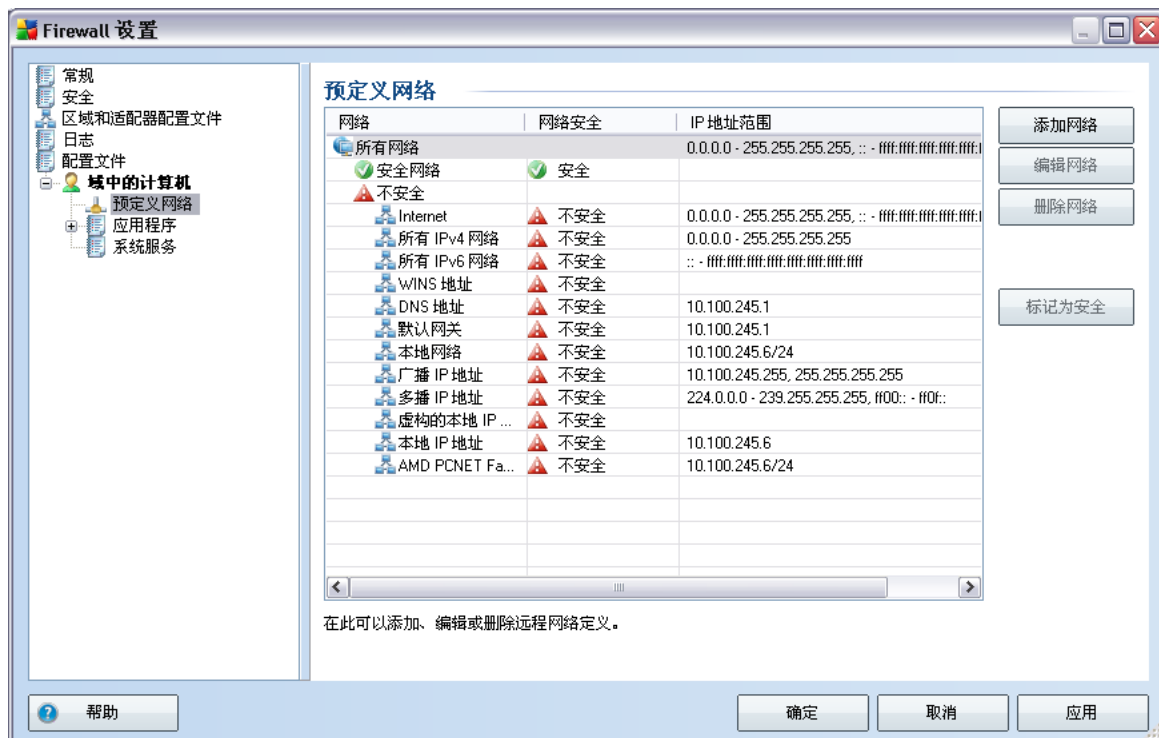 Firewall 设置
常规
安全
区域和适配器配置文件
日志
配置文件
域中的计算机
预定义网络
应用程序
系统服务
预定义网络
网络 网络安全 IP 地址范围
所有网络 0.0.0.0 - 255.255.255.255, :: - ffff:ffff:ffff:ffff:ffff:
安全网络 安全
不安全
Internet 不安全 0.0.0.0 - 255.255.255.255, :: - ffff:ffff:ffff:ffff:ffff:
所有 IPv4 网络 不安全 0.0.0.0 - 255.255.255.255
所有 IPv6 网络 不安全 :: - ffff:ffff:ffff:ffff:ffff:ffff:ffff:ffff
WINS 地址 不安全
DNS 地址 不安全 10.100.245.1
默认网关 不安全 10.100.245.1
本地网络 不安全 10.100.245.6/24
广播 IP 地址 不安全 10.100.245.255, 255.255.255.255
多播 IP 地址 不安全 224.0.0.0 - 239.255.255.255, ff00:: - ff0f::
虚构的本地 IP ... 不安全
本地 IP 地址 不安全 10.100.245.6
AMD PCNET Fa... 不安全 10.100.245.6/24
添加网络
编辑网络
删除网络
标记为安全
在此可以添加、编辑或删除远程网络定义。
帮助
确定
取消
应用